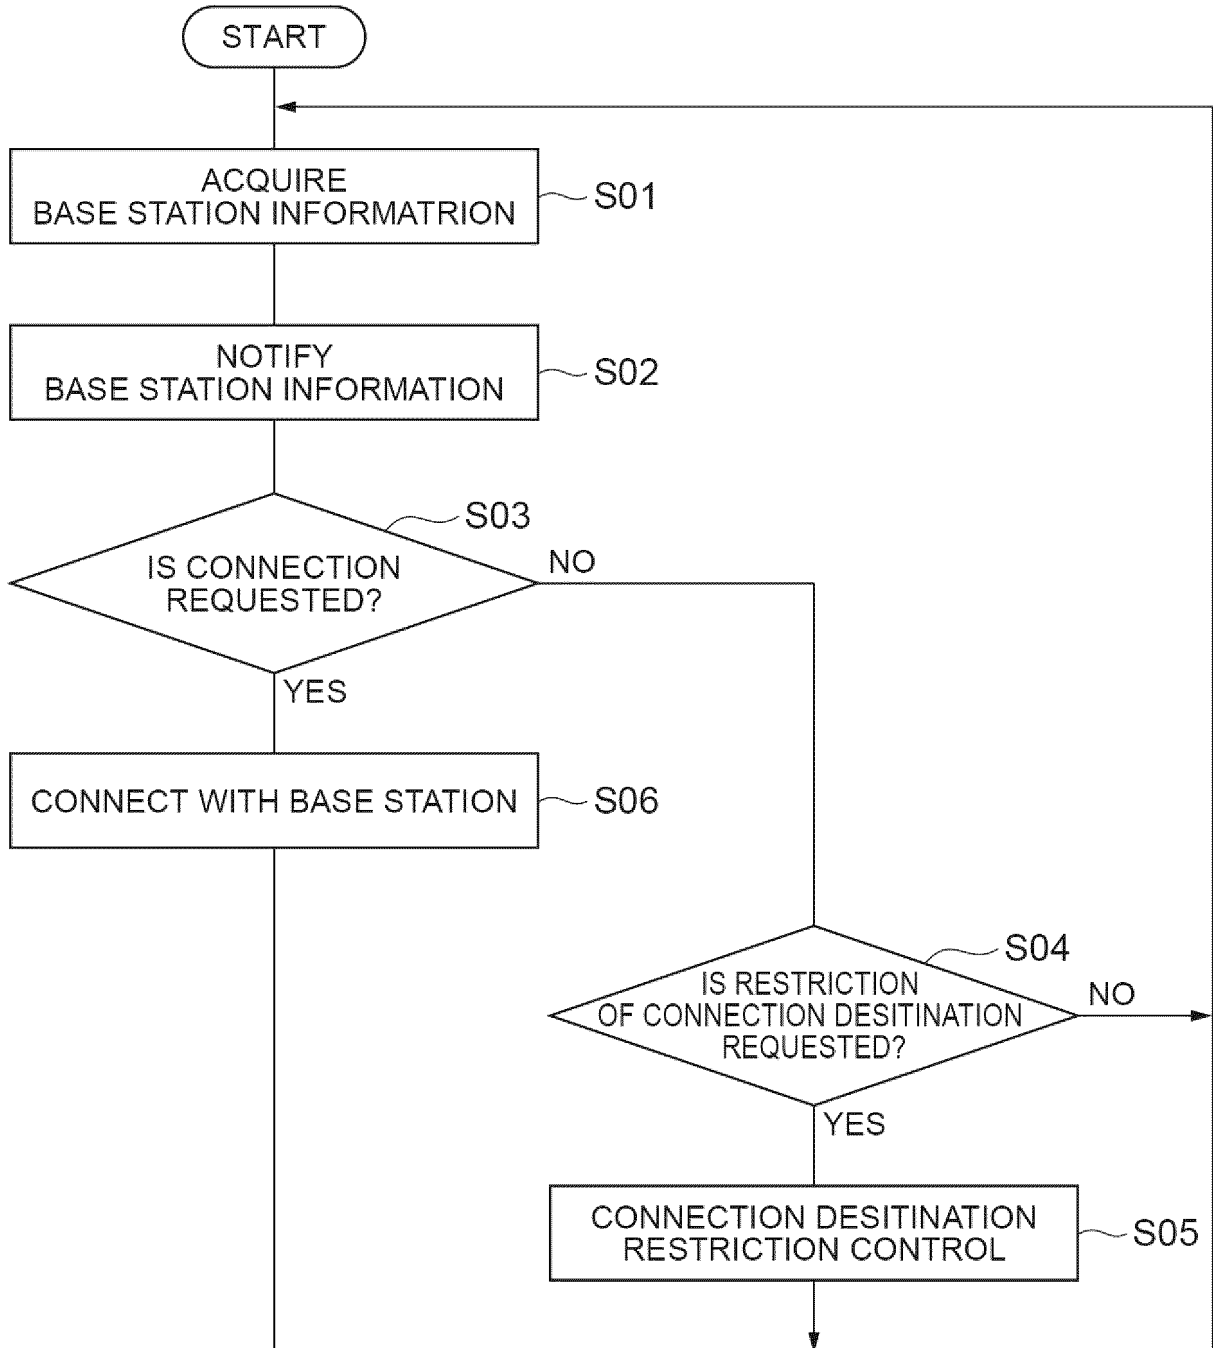 START
ACQUIRE
BASE STATION INFORMATRION
S01
NOTIFY
BASE STATION INFORMATION
S02
S03
IS CONNECTION
REQUESTED?
NO
YES
CONNECT WITH BASE STATION
S06
S04
IS RESTRICTION
OF CONNECTION DESITINATION
REQUESTED?
NO
YES
CONNECTION DESITINATION
RESTRICTION CONTROL
S05